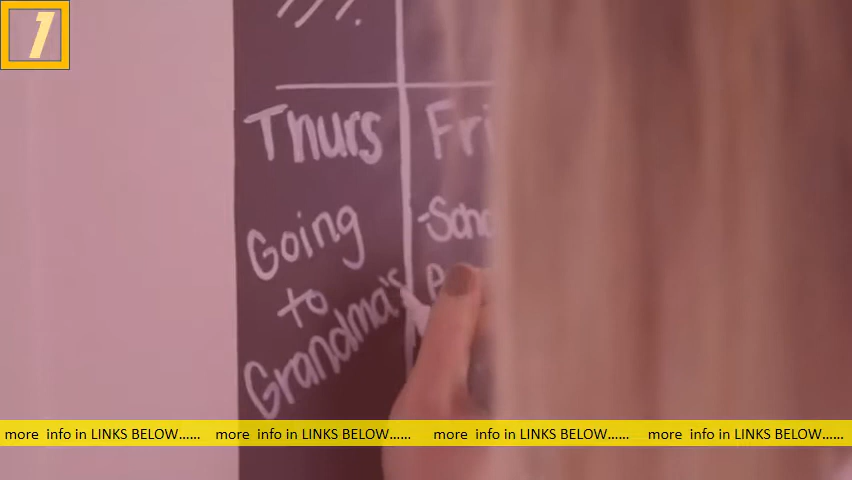 1
Thurs
Fri
Going
to
Grandma's
more info in LINKS BELOW...... more info in LINKS BELOW...... more info in LINKS BELOW...... more info in LINKS BELOW......